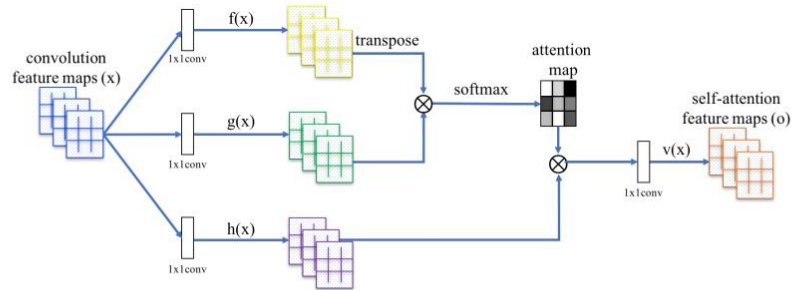 convolution
feature maps (x)
f(x)
1x1conv
transpose
g(x)
1x1conv
h(x)
1x1conv
softmax
attention
map
v(x)
1x1conv
self-attention
feature maps (o)